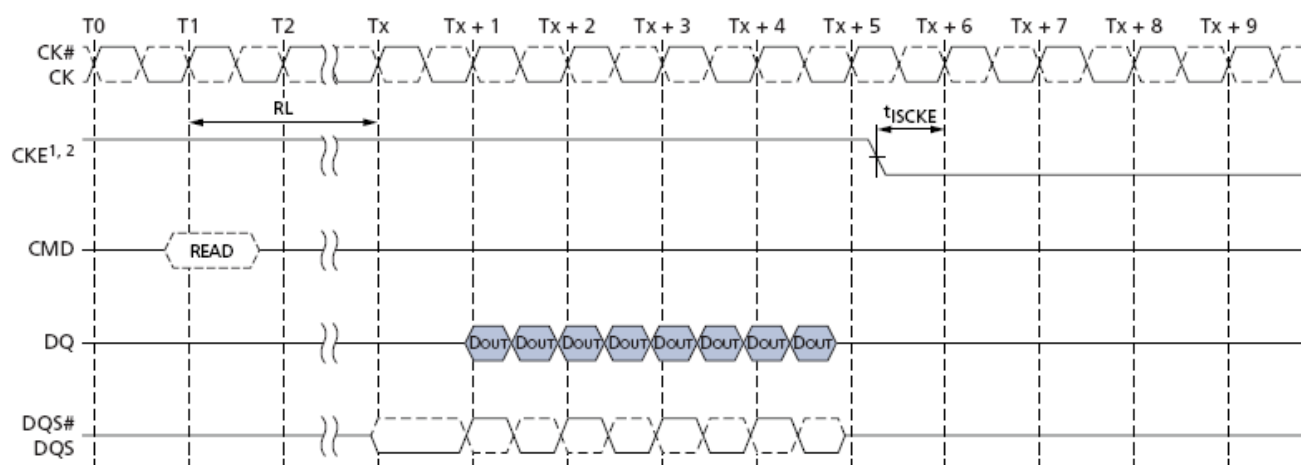 T0 T1 T2 Tx Tx + 1 Tx + 2 Tx + 3 Tx + 4 Tx + 5 Tx + 6 Tx + 7 Tx + 8 Tx + 9
CK#
CK
RL
tISCKE
CKE1, 2
CMD READ
DQ DOUT DOUT DOUT DOUT DOUT DOUT DOUT DOUT
DQS#
DQS